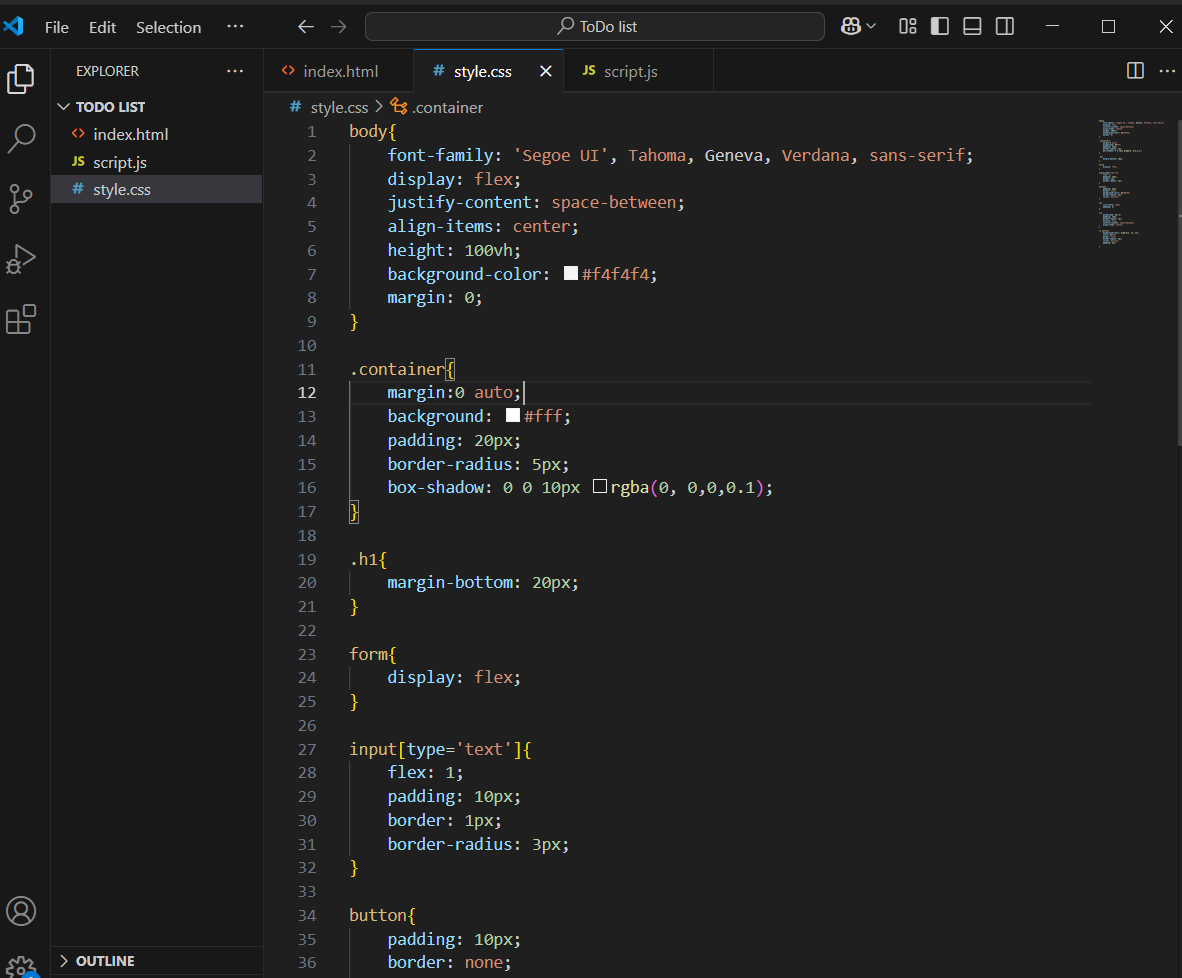 File Edit Selection ··· ToDo list
EXPLORER ···
TODO LIST
index.html
JS script.js
# style.css
OUTLINE
index.html # style.css JS script.js
# style.css > .container
1 body{
2 font-family: 'Segoe UI', Tahoma, Geneva, Verdana, sans-serif;
3 display: flex;
4 justify-content: space-between;
5 align-items: center;
6 height: 100vh;
7 background-color: #f4f4f4;
8 margin: 0;
9 }
10
11 .container{
12 margin:0 auto;
13 background: #fff;
14 padding: 20px;
15 border-radius: 5px;
16 box-shadow: 0 0 10px rgba(0, 0,0,0.1);
17 }
18
19 .h1{
20 margin-bottom: 20px;
21 }
22
23 form{
24 display: flex;
25 }
26
27 input[type='text']{
28 flex: 1;
29 padding: 10px;
30 border: 1px;
31 border-radius: 3px;
32 }
33
34 button{
35 padding: 10px;
36 border: none;